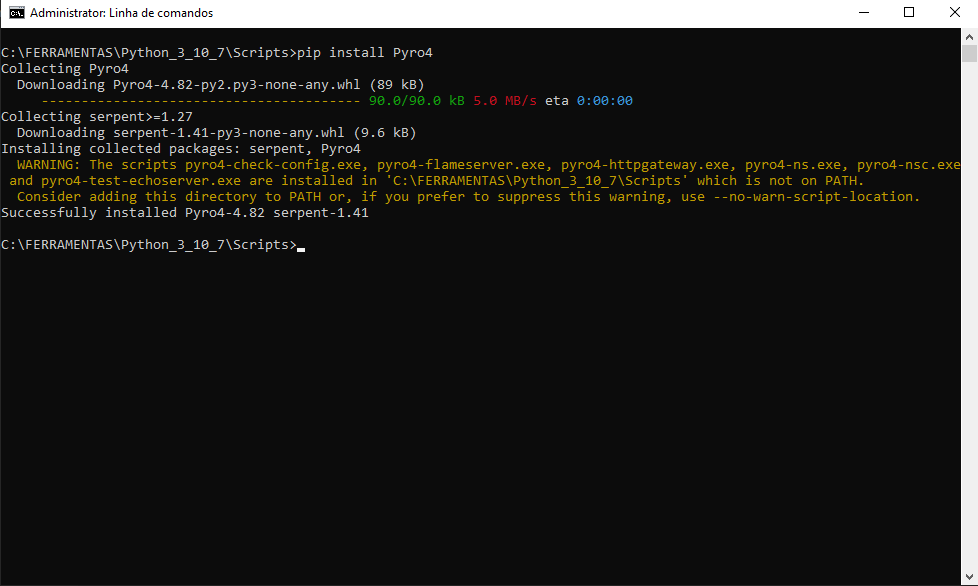 Administrator: Linha de comandos
C:\FERRAMENTAS\Python_3_10_7\Scripts>pip install Pyro4
Collecting Pyro4
  Downloading Pyro4-4.82-py2.py3-none-any.whl (89 kB)
     ---------------------------------------- 90.0/90.0 kB 5.0 MB/s eta 0:00:00
Collecting serpent>=1.27
  Downloading serpent-1.41-py3-none-any.whl (9.6 kB)
Installing collected packages: serpent, Pyro4
  WARNING: The scripts pyro4-check-config.exe, pyro4-flameserver.exe, pyro4-httpgateway.exe, pyro4-ns.exe, pyro4-nsc.exe
 and pyro4-test-echoserver.exe are installed in 'C:\FERRAMENTAS\Python_3_10_7\Scripts' which is not on PATH.
  Consider adding this directory to PATH or, if you prefer to suppress this warning, use --no-warn-script-location.
Successfully installed Pyro4-4.82 serpent-1.41
C:\FERRAMENTAS\Python_3_10_7\Scripts>